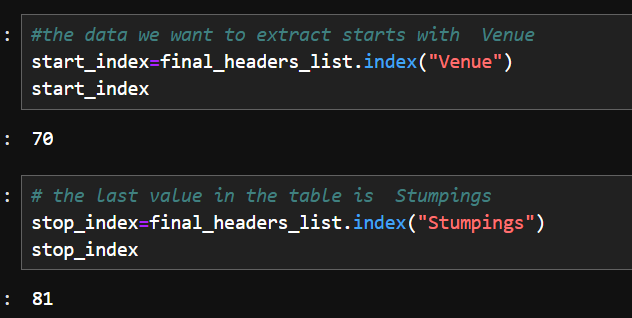 : #the data we want to extract starts with  Venue
start_index=final_headers_list.index("Venue")
start_index
: 70
: # the last value in the table is  Stumpings
stop_index=final_headers_list.index("Stumpings")
stop_index
: 81